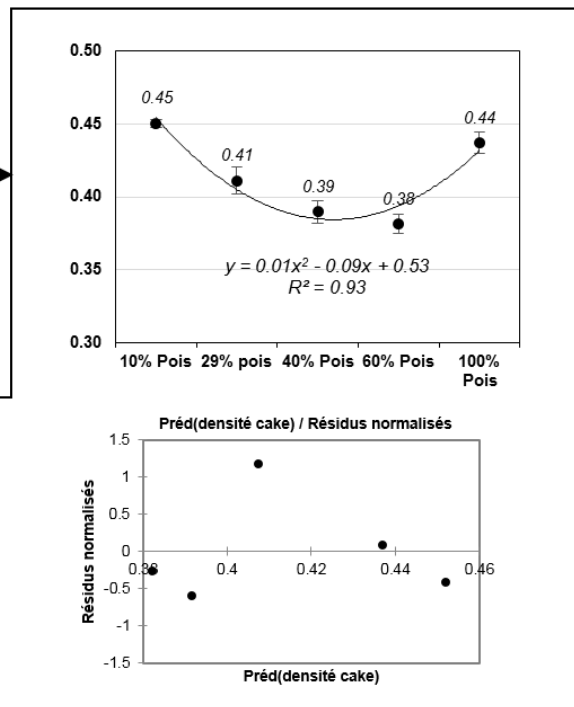 0.50
0.45
0.40
0.35
0.30
0.45
0.41
0.39
0.38
0.44
y = 0.01x² - 0.09x + 0.53
R² = 0.93
10% Pois 29% pois 40% Pois 60% Pois 100% Pois
Préd(densité cake) / Résidus normalisés
Résidus normalisés
1.5
1
0.5
0
-0.5
-1
-1.5
0.38 0.4 0.42 0.44 0.46
Préd(densité cake)